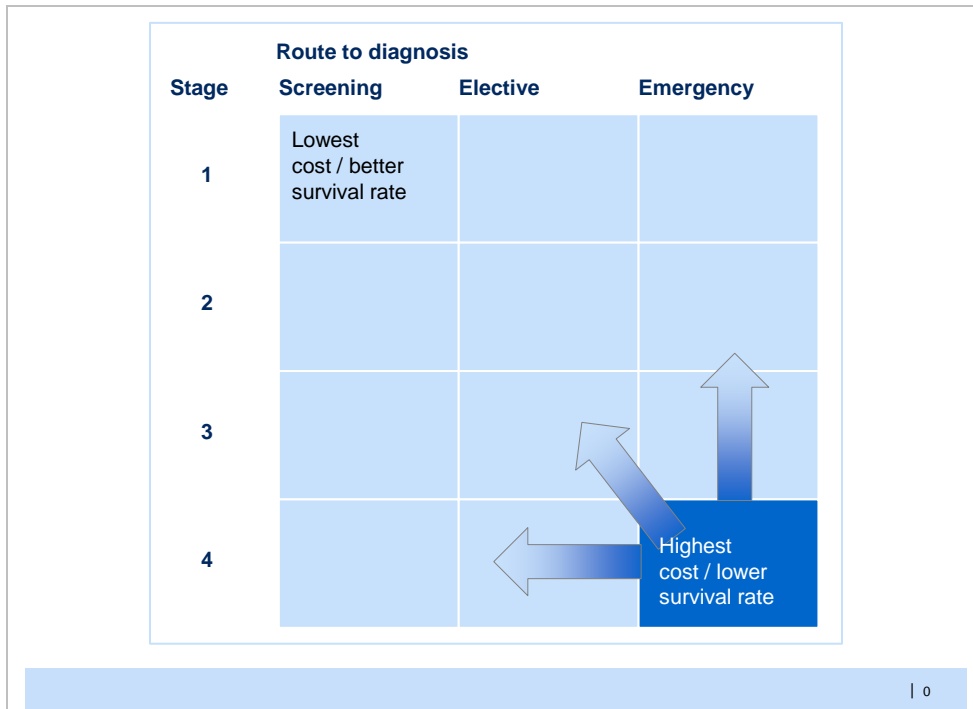 Route to diagnosis
Stage Screening Elective Emergency
Lowest
cost / better
survival rate
1
2
3
4
Highest
cost / lower
survival rate
| 0